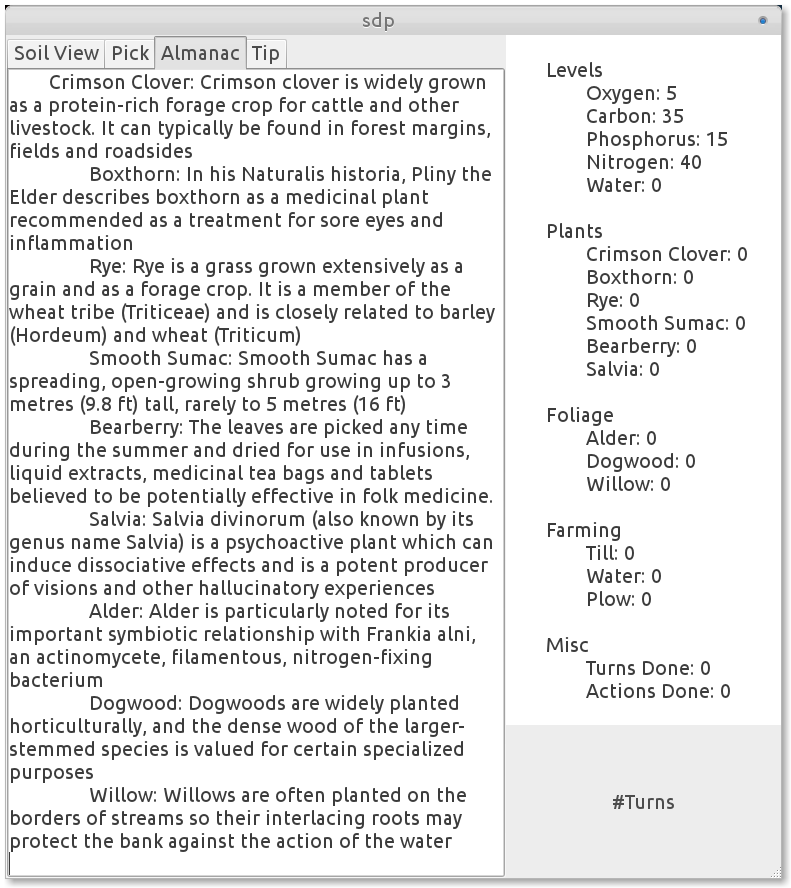 sdp
Soil View Pick Almanac Tip
Crimson Clover: Crimson clover is widely grown
as a protein-rich forage crop for cattle and other
livestock. It can typically be found in forest margins,
fields and roadsides
Boxthorn: In his Naturalis historia, Pliny the
Elder describes boxthorn as a medicinal plant
recommended as a treatment for sore eyes and
inflammation
Rye: Rye is a grass grown extensively as a
grain and as a forage crop. It is a member of the
wheat tribe (Triticeae) and is closely related to barley
(Hordeum) and wheat (Triticum)
Smooth Sumac: Smooth Sumac has a
spreading, open-growing shrub growing up to 3
metres (9.8 ft) tall, rarely to 5 metres (16 ft)
Bearberry: The leaves are picked any time
during the summer and dried for use in infusions,
liquid extracts, medicinal tea bags and tablets
believed to be potentially effective in folk medicine.
Salvia: Salvia divinorum (also known by its
genus name Salvia) is a psychoactive plant which can
induce dissociative effects and is a potent producer
of visions and other hallucinatory experiences
Alder: Alder is particularly noted for its
important symbiotic relationship with Frankia alni,
an actinomycete, filamentous, nitrogen-fixing
bacterium
Dogwood: Dogwoods are widely planted
horticulturally, and the dense wood of the larger-
stemmed species is valued for certain specialized
purposes
Willow: Willows are often planted on the
borders of streams so their interlacing roots may
protect the bank against the action of the water
Levels
Oxygen: 5
Carbon: 35
Phosphorus: 15
Nitrogen: 40
Water: 0
Plants
Crimson Clover: 0
Boxthorn: 0
Rye: 0
Smooth Sumac: 0
Bearberry: 0
Salvia: 0
Foliage
Alder: 0
Dogwood: 0
Willow: 0
Farming
Till: 0
Water: 0
Plow: 0
Misc
Turns Done: 0
Actions Done: 0
#Turns